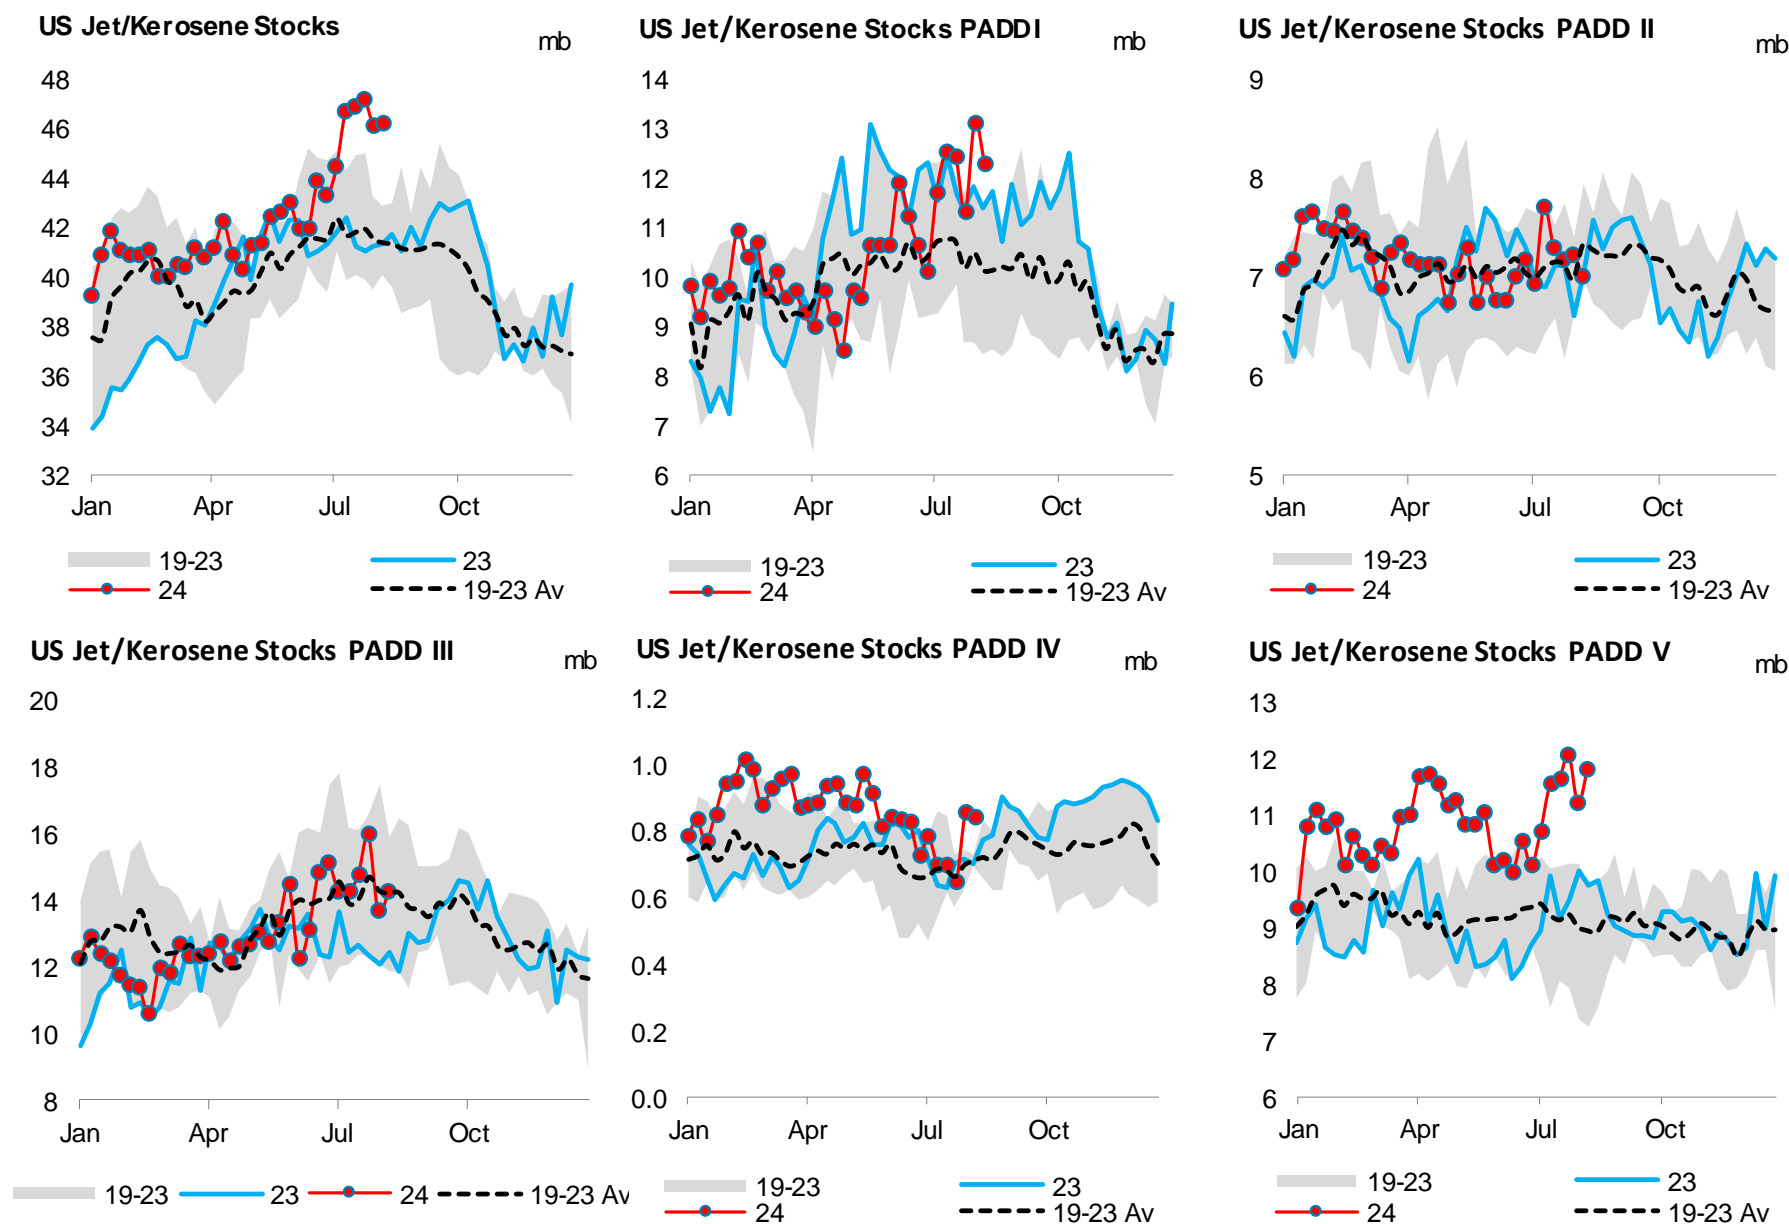 US Jet/Kerosene Stocks
mb
48
46
44
42
40
38
36
34
32
Jan Apr Jul Oct
19-23 23
24 19-23 Av
US Jet/Kerosene Stocks PADD I
mb
14
13
12
11
10
9
8
7
6
Jan Apr Jul Oct
19-23 23
24 19-23 Av
US Jet/Kerosene Stocks PADD II
mb
9
8
7
6
5
Jan Apr Jul Oct
19-23 23
24 19-23 Av
US Jet/Kerosene Stocks PADD III
mb
20
18
16
14
12
10
8
Jan Apr Jul Oct
19-23 23 24 19-23 Av
US Jet/Kerosene Stocks PADD IV
mb
1.2
1.0
0.8
0.6
0.4
0.2
0.0
Jan Apr Jul Oct
19-23 23
24 19-23 Av
US Jet/Kerosene Stocks PADD V
mb
13
12
11
10
9
8
7
6
Jan Apr Jul Oct
19-23 23
24 19-23 Av